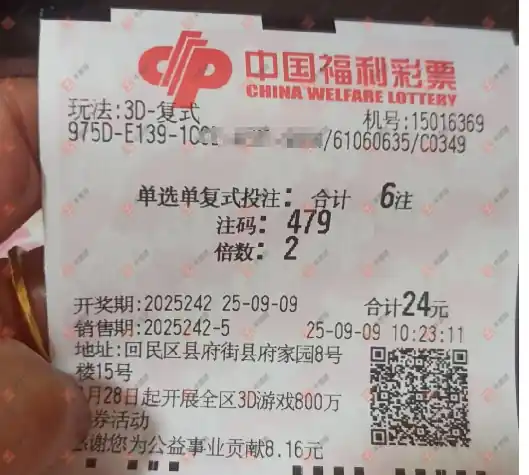 中国福利彩票
CHINA WELFARE LOTTERY
玩法:3D-复式
机号:15016369
975D-E139-1C /61060635/C0349
单选单复式投注: 合计 6注
注码: 479
倍数: 2
开奖期:2025242 25-09-09 合计24元
销售期:2025242-5 25-09-09 10:23:11
地址:回民区县府街县府家园8号
楼15号
月28日起开展全区3D游戏800万
券活动
感谢您为公益事业贡献8.16元